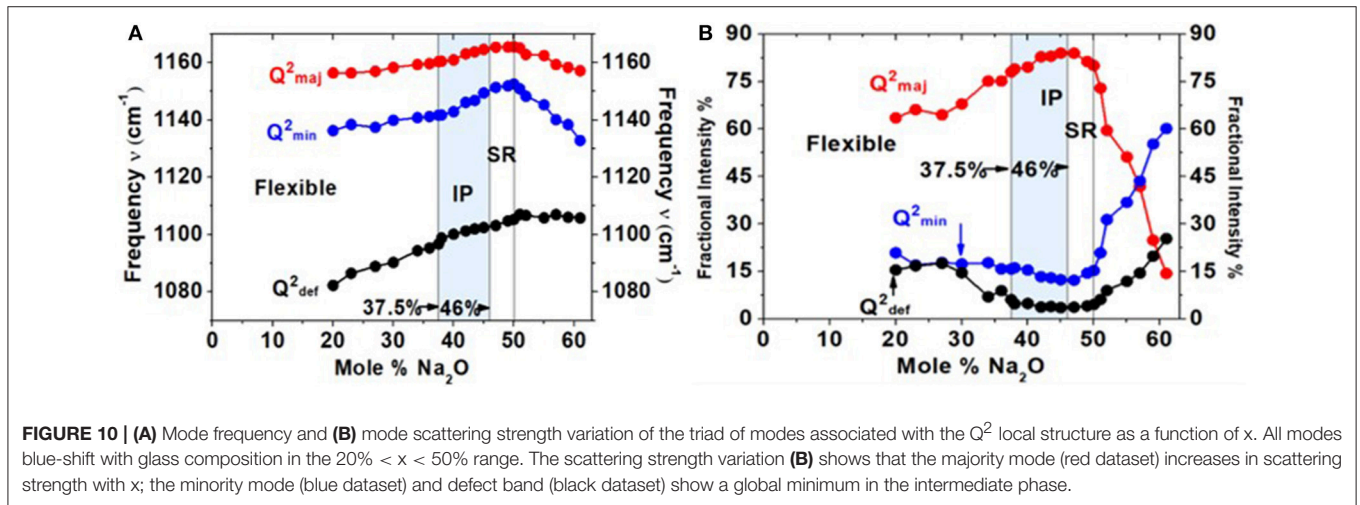 A
Frequency ν (cm⁻¹)
1160
1140
1120
1100
1080
Q²maj
Q²min
Flexible
SR
IP
Q²def
37.5%
46%
1160
1140
1120
1100
1080
Frequency ν (cm⁻¹)
0 10 20 30 40 50 60
Mole % Na₂O
B
Fractional Intensity %
90
75
60
45
30
15
0
Q²maj
IP
Flexible
SR
37.5%
46%
Q²min
Q²def
90
75
60
45
30
15
0
Fractional Intensity %
0 10 20 30 40 50 60
Mole % Na₂O
FIGURE 10 | (A) Mode frequency and (B) mode scattering strength variation of the triad of modes associated with the Q² local structure as a function of x. All modes
blue-shift with glass composition in the 20% < x < 50% range. The scattering strength variation (B) shows that the majority mode (red dataset) increases in scattering
strength with x; the minority mode (blue dataset) and defect band (black dataset) show a global minimum in the intermediate phase.